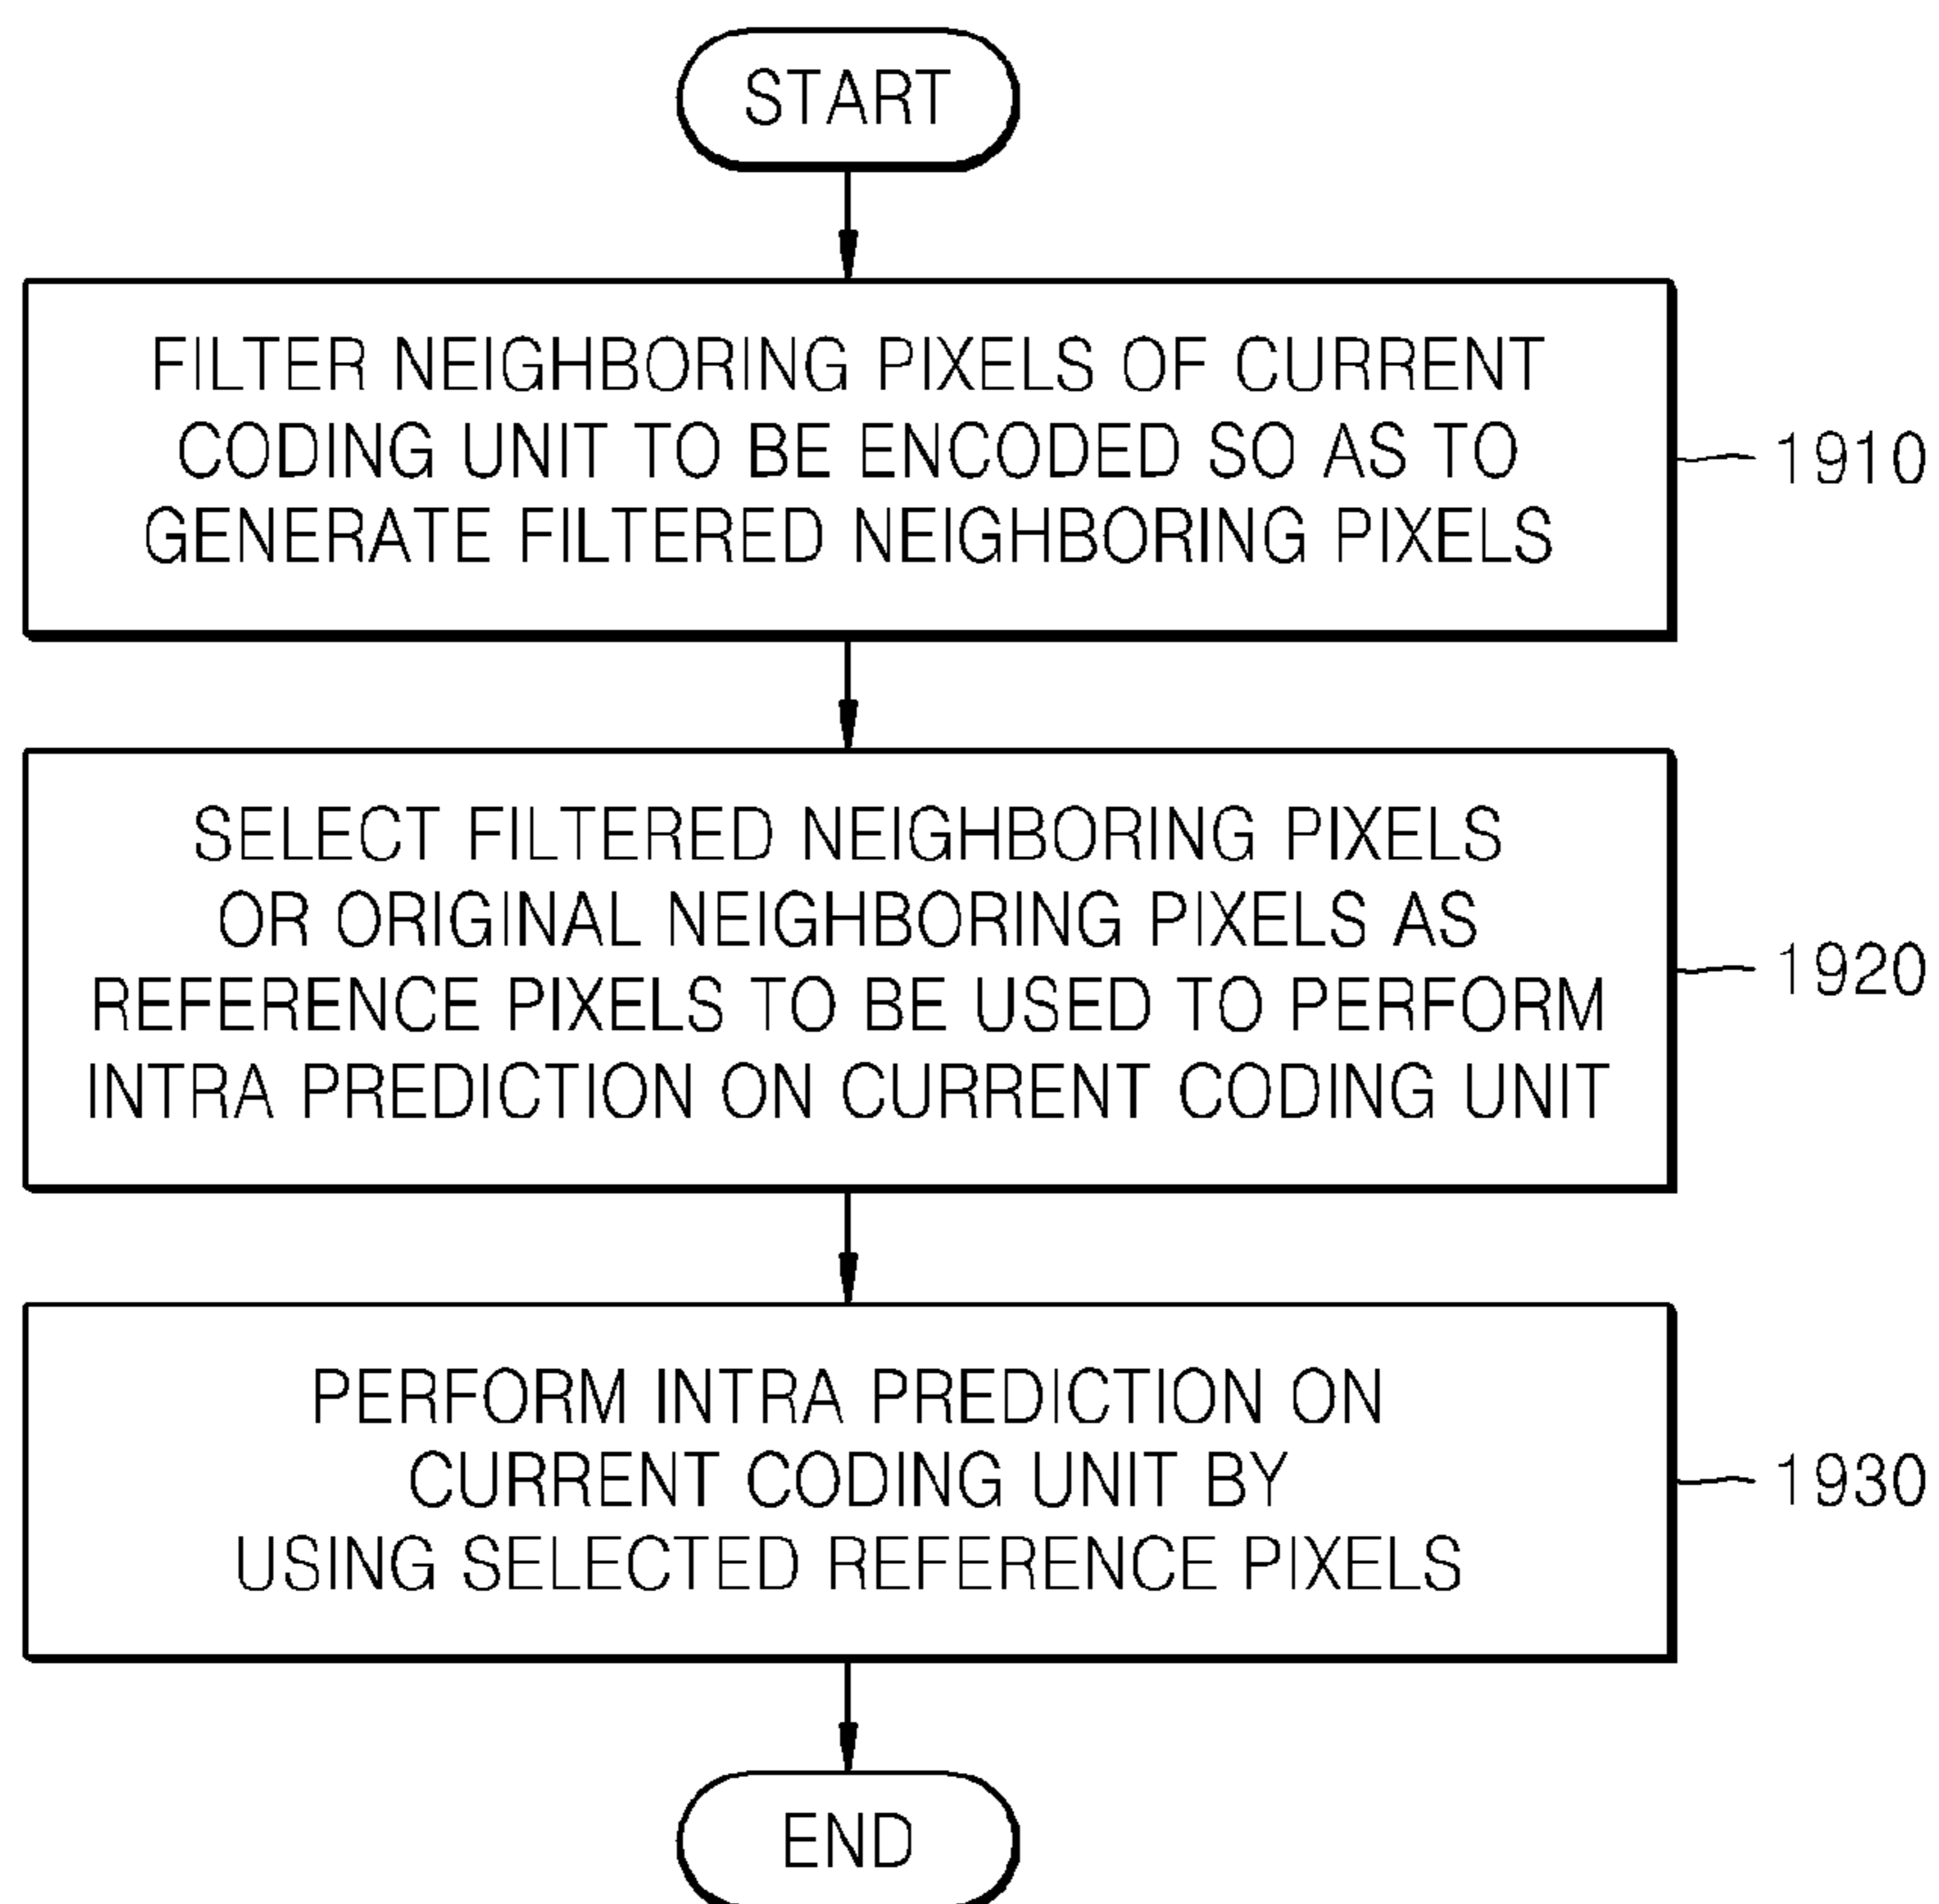 START
FILTER NEIGHBORING PIXELS OF CURRENT
CODING UNIT TO BE ENCODED SO AS TO
GENERATE FILTERED NEIGHBORING PIXELS
1910
SELECT FILTERED NEIGHBORING PIXELS
OR ORIGINAL NEIGHBORING PIXELS AS
REFERENCE PIXELS TO BE USED TO PERFORM
INTRA PREDICTION ON CURRENT CODING UNIT
1920
PERFORM INTRA PREDICTION ON
CURRENT CODING UNIT BY
USING SELECTED REFERENCE PIXELS
1930
END